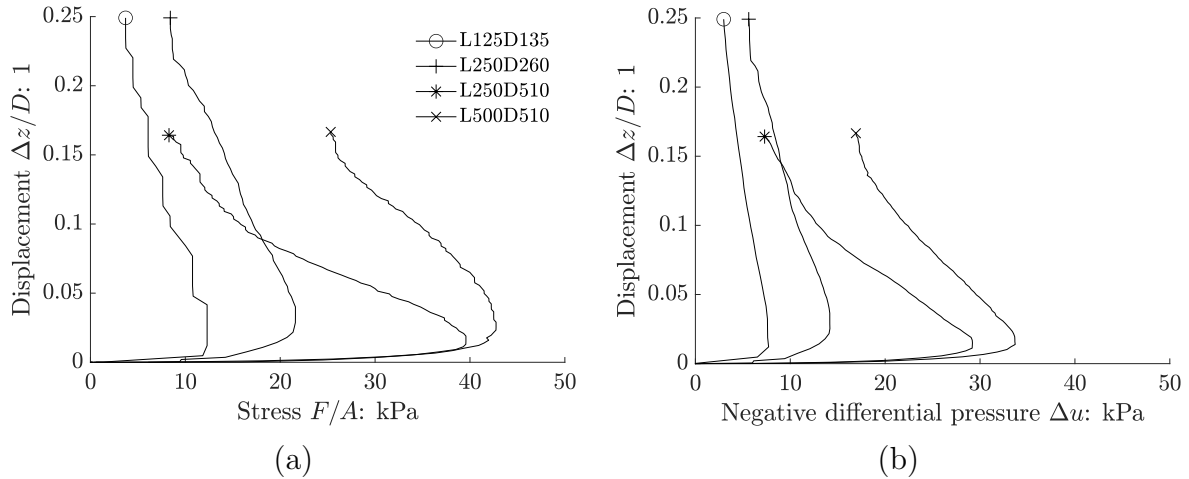 0.25
0.2
0.15
0.1
0.05
0
Displacement Δz/D: 1
0 10 20 30 40 50
Stress F/A: kPa
L125D135
L250D260
L250D510
L500D510
(a)
0.25
0.2
0.15
0.1
0.05
0
Displacement Δz/D: 1
0 10 20 30 40 50
Negative differential pressure Δu: kPa
(b)